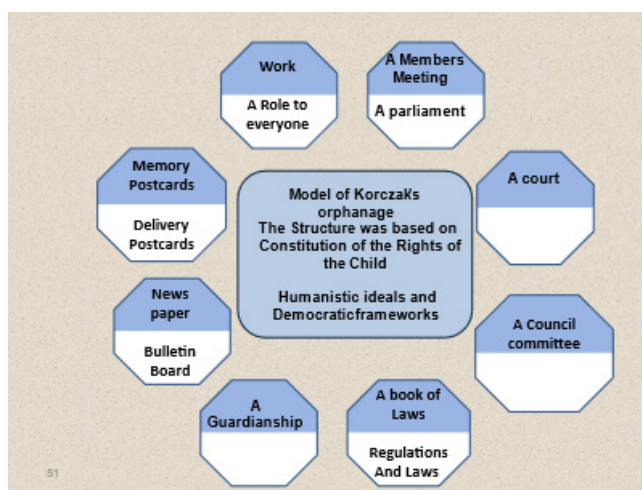 Work
A Role to
everyone
A Members
Meeting
A parliament
Memory
Postcards
Delivery
Postcards
Model of Korczak's
orphanage
The Structure was based on
Constitution of the Rights of
the Child
Humanistic ideals and
Democraticframeworks
A court
News
paper
Bulletin
Board
A Council
committee
A
Guardianship
A book of
Laws
Regulations
And Laws
51